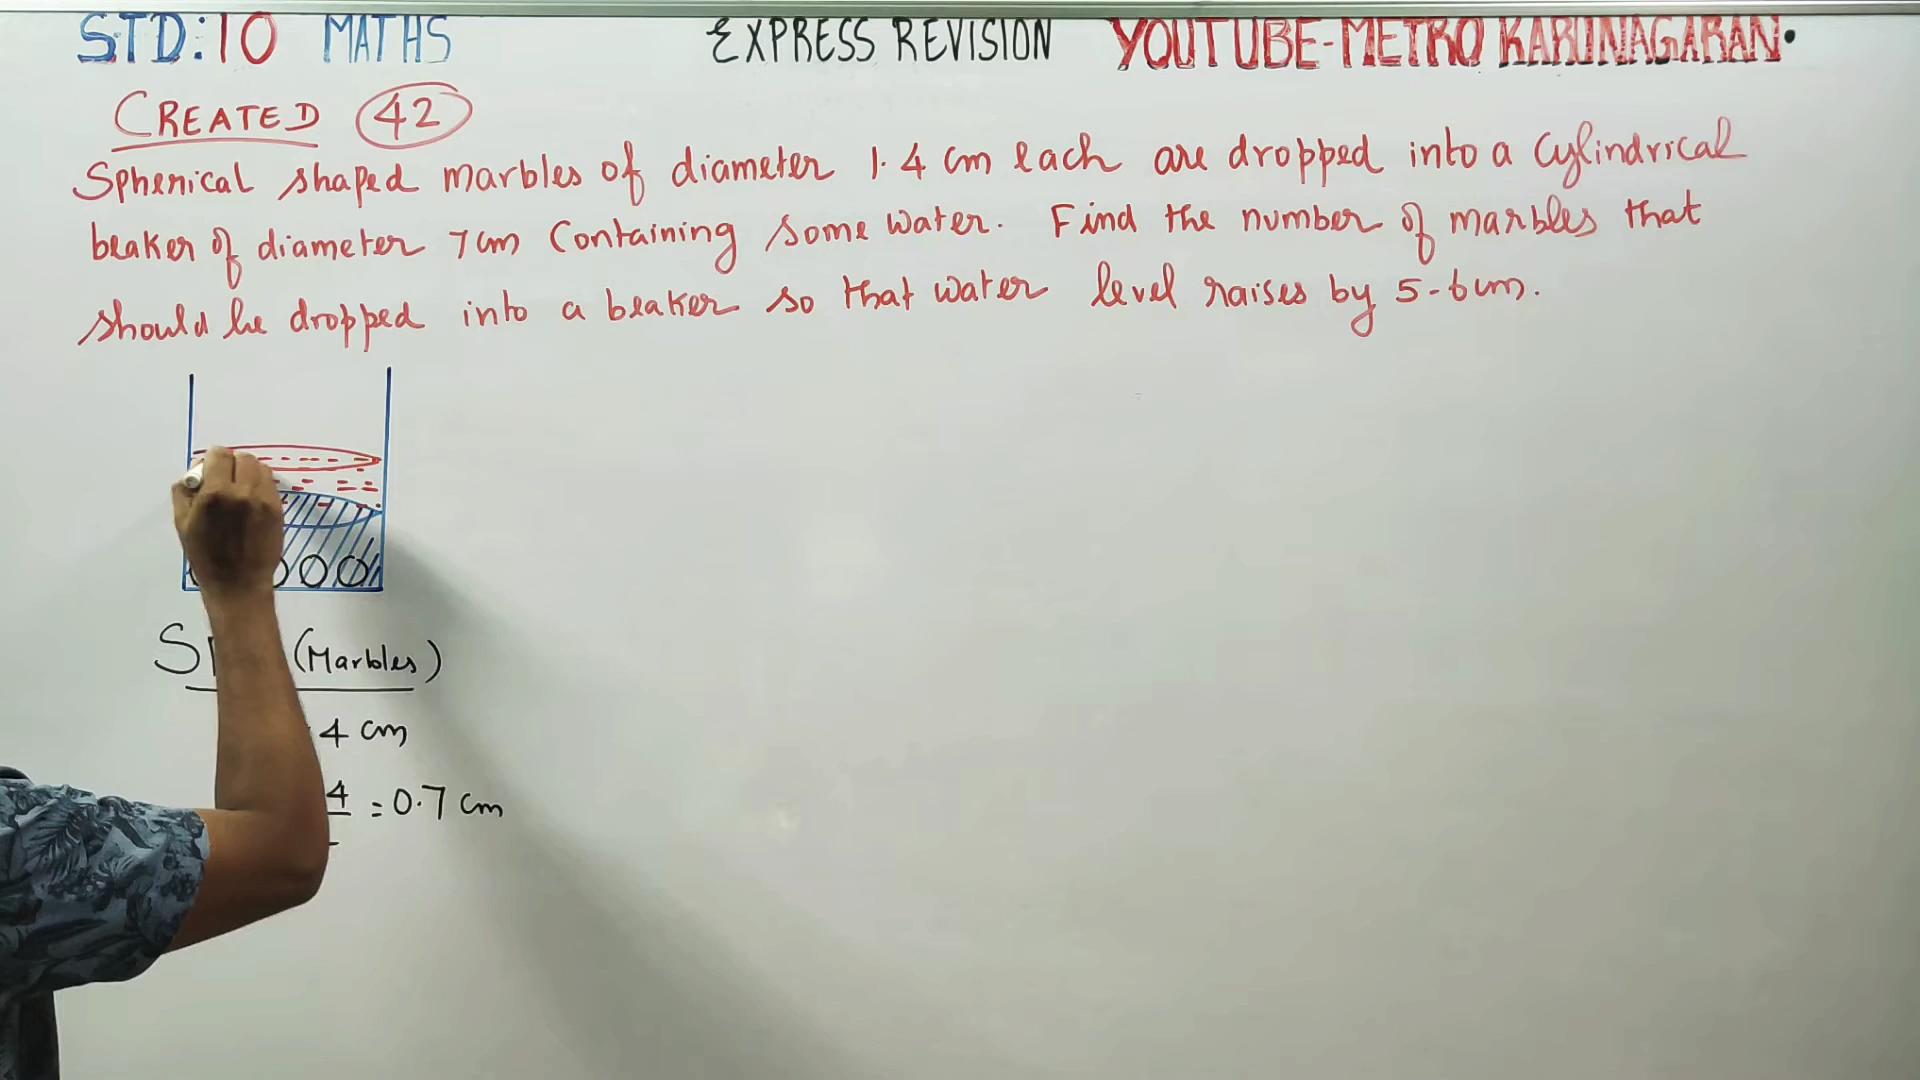 STD:10 MATHS EXPRESS REVISION YOUTUBE-METRO KARUNAGARAN.
CREATED 42
Spherical shaped marbles of diameter 1.4 cm each are dropped into a cylindrical
beaker of diameter 7cm Containing some water. Find the number of marbles that
should be dropped into a beaker so that water level raises by 5-6cm.
(Marbles)
4 cm
4 = 0.7 cm